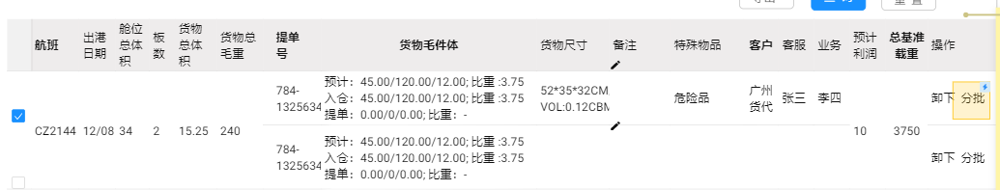 导出 查 询 重 置
航班 出港日期 舱位总体积 板数 货物总体积 货物总毛重 提单号 货物毛件体 货物尺寸 备注 特殊物品 客户 客服 业务 预计利润 总基准载重 操作
784-
1325634
预计：45.00/120.00/12.00; 比重 :3.75
入仓：45.00/120.00/12.00; 比重 :3.75
提单：0.00/0/0.00; 比重：-
52*35*32CM
VOL:0.12CBM
危险品
广州
货代
张三 李四
卸下 分批
CZ2144 12/08 34 2 15.25 240
10 3750
784-
1325634
预计：45.00/120.00/12.00; 比重 :3.75
入仓：45.00/120.00/12.00; 比重 :3.75
提单：0.00/0/0.00; 比重：-
卸下 分批